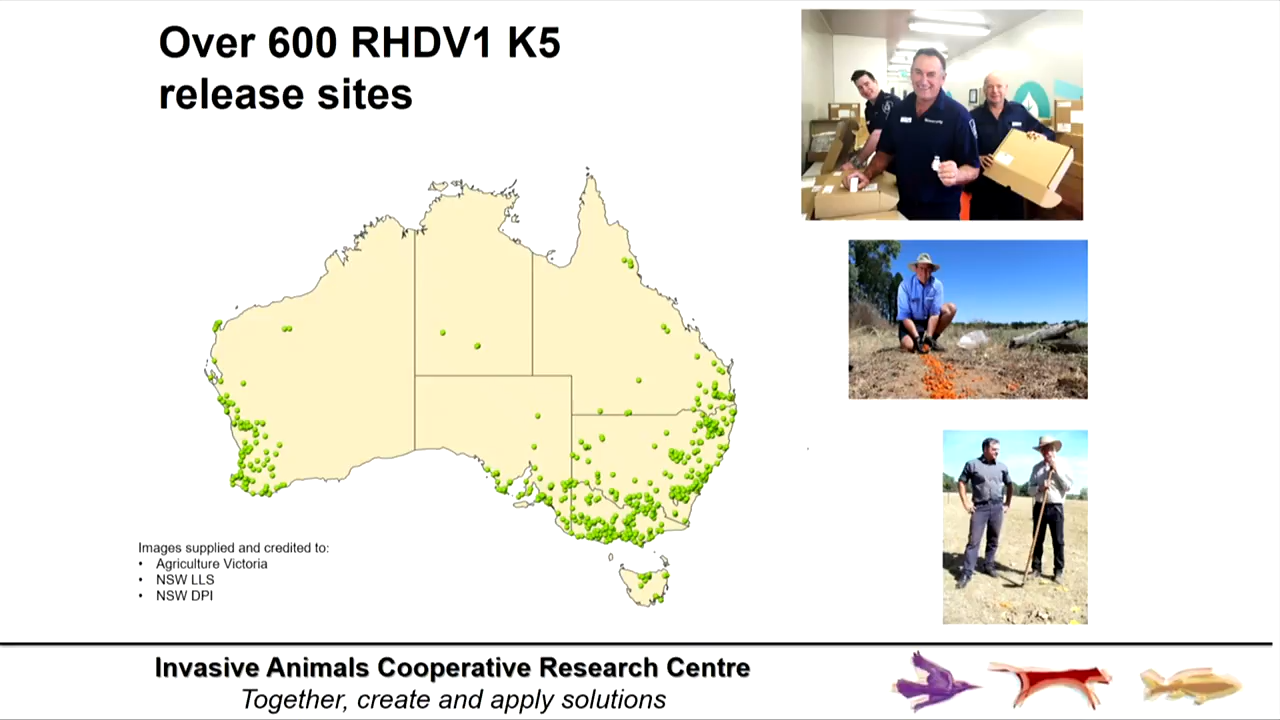 Over 600 RHDV1 K5
release sites
Images supplied and credited to:
• Agriculture Victoria
• NSW LLS
• NSW DPI
Invasive Animals Cooperative Research Centre
Together, create and apply solutions